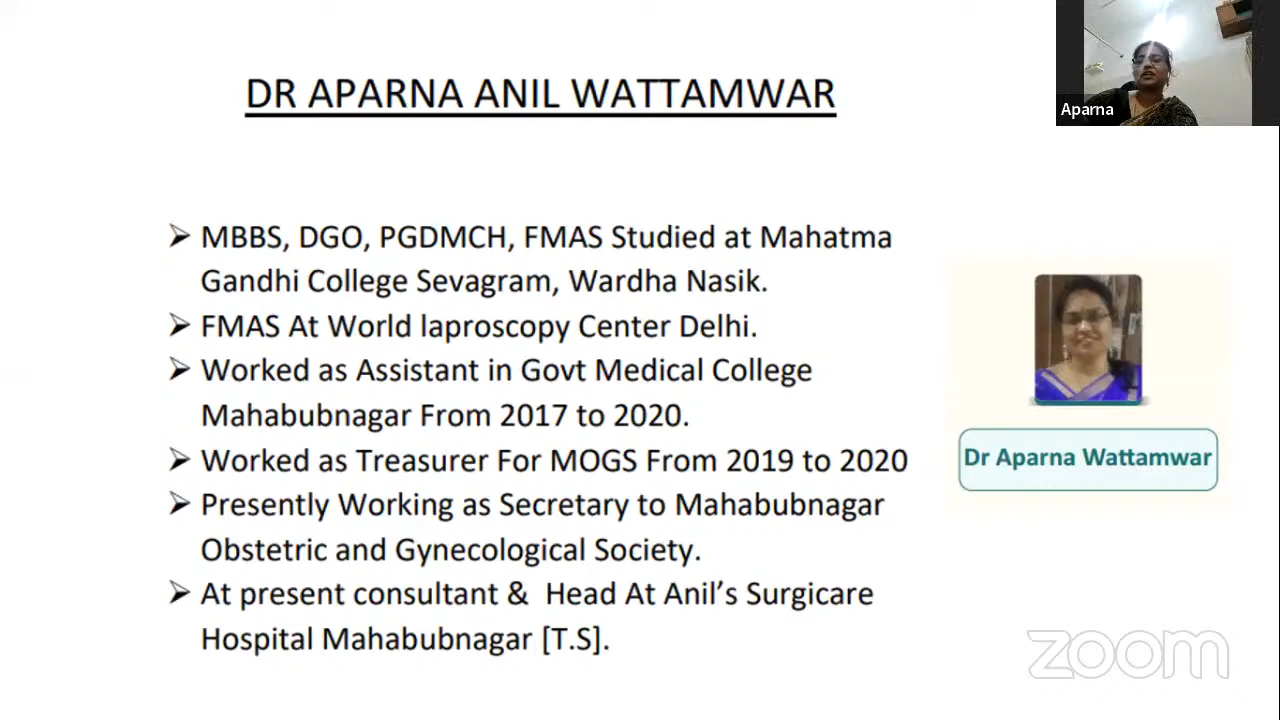 DR APARNA ANIL WATTAMWAR
Aparna
➢ MBBS, DGO, PGDMCH, FMAS Studied at Mahatma
Gandhi College Sevagram, Wardha Nasik.
➢ FMAS At World laproscopy Center Delhi.
➢ Worked as Assistant in Govt Medical College
Mahabubnagar From 2017 to 2020.
➢ Worked as Treasurer For MOGS From 2019 to 2020
➢ Presently Working as Secretary to Mahabubnagar
Obstetric and Gynecological Society.
➢ At present consultant & Head At Anil’s Surgicare
Hospital Mahabubnagar [T.S].
Dr Aparna Wattamwar
zoom